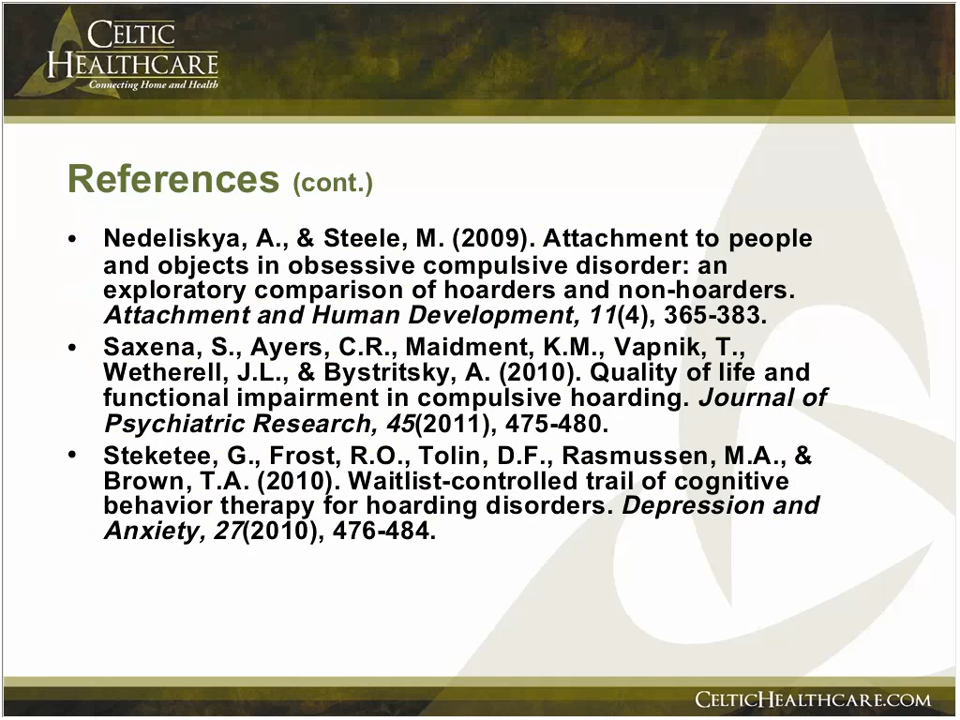 CELTIC
HEALTHCARE
Connecting Home and Health
References (cont.)
• Nedeliskya, A., & Steele, M. (2009). Attachment to people
and objects in obsessive compulsive disorder: an
exploratory comparison of hoarders and non-hoarders.
Attachment and Human Development, 11(4), 365-383.
• Saxena, S., Ayers, C.R., Maidment, K.M., Vapnik, T.,
Wetherell, J.L., & Bystritsky, A. (2010). Quality of life and
functional impairment in compulsive hoarding. Journal of
Psychiatric Research, 45(2011), 475-480.
• Steketee, G., Frost, R.O., Tolin, D.F., Rasmussen, M.A., &
Brown, T.A. (2010). Waitlist-controlled trail of cognitive
behavior therapy for hoarding disorders. Depression and
Anxiety, 27(2010), 476-484.
CELTICHEALTHCARE.COM